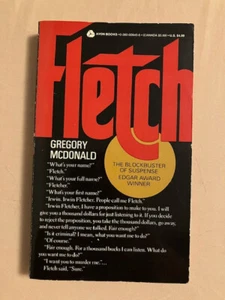 AVON BOOKS
Fletch
GREGORY
MCDONALD
THE BLOCKBUSTER
OF SUSPENSE
EDGAR AWARD
WINNER
"What's your name?"
"Fletch."
"What's your full name?"
"Fletcher."
"What's your first name?"
"Irwin. Irwin Fletcher. People call me Fletch."
"Irwin Fletcher, I have a proposition to make to you. I will
give you a thousand dollars for just listening to it. If you decide
to reject the proposition, you take the thousand dollars, go away,
and never tell anyone we talked. Fair enough?"
"Is it criminal? I mean, what you want me to do?"
"Of course."
"Fair enough. For a thousand bucks I can listen. What do
you want me to do?"
"I want you to murder me."...
Fletch said, "Sure."